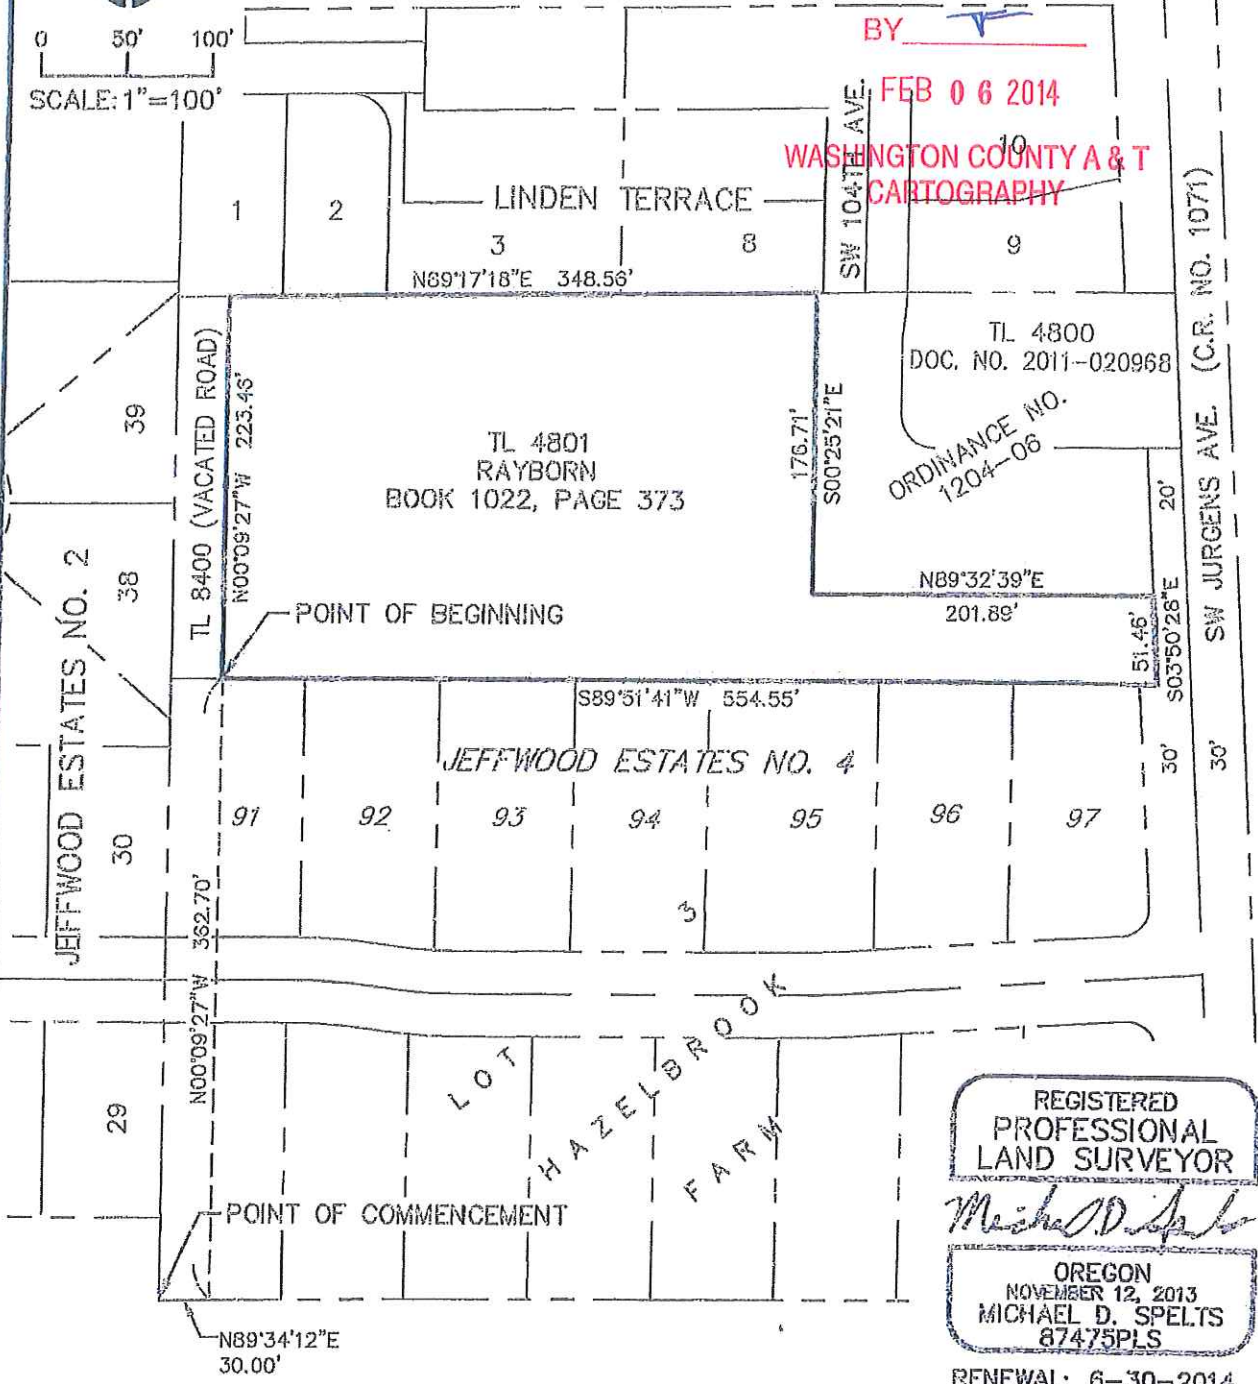 0 50' 100'
SCALE: 1"=100'
BY
FEB 06 2014
WASHINGTON COUNTY A & T
CARTOGRAPHY
SW 104TH AVE.
10
1
2
LINDEN TERRACE
3
8
9
N89°17'18"E 348.56'
TL 4800
DOC. NO. 2011-020968
ORDINANCE NO.
1204-06
SW JURGENS AVE. (C.R. NO. 1071)
39
TL 8400 (VACATED ROAD)
N00°09'27"W 223.46'
TL 4801
RAYBORN
BOOK 1022, PAGE 373
176.71'
S00°25'21"E
20'
38
JEFFWOOD ESTATES NO. 2
POINT OF BEGINNING
N89°32'39"E
201.89'
51.46'
S03°50'28"E
S89°51'41"W 554.55'
JEFFWOOD ESTATES NO. 4
30'
30'
30
91
92
93
94
95
96
97
N00°09'27"W 362.70'
3
LOT
HAZELBROOK
FARM
29
POINT OF COMMENCEMENT
N89°34'12"E
30.00'
REGISTERED
PROFESSIONAL
LAND SURVEYOR
OREGON
NOVEMBER 12, 2013
MICHAEL D. SPELTS
87475PLS
RENEWAL: 6-30-2014